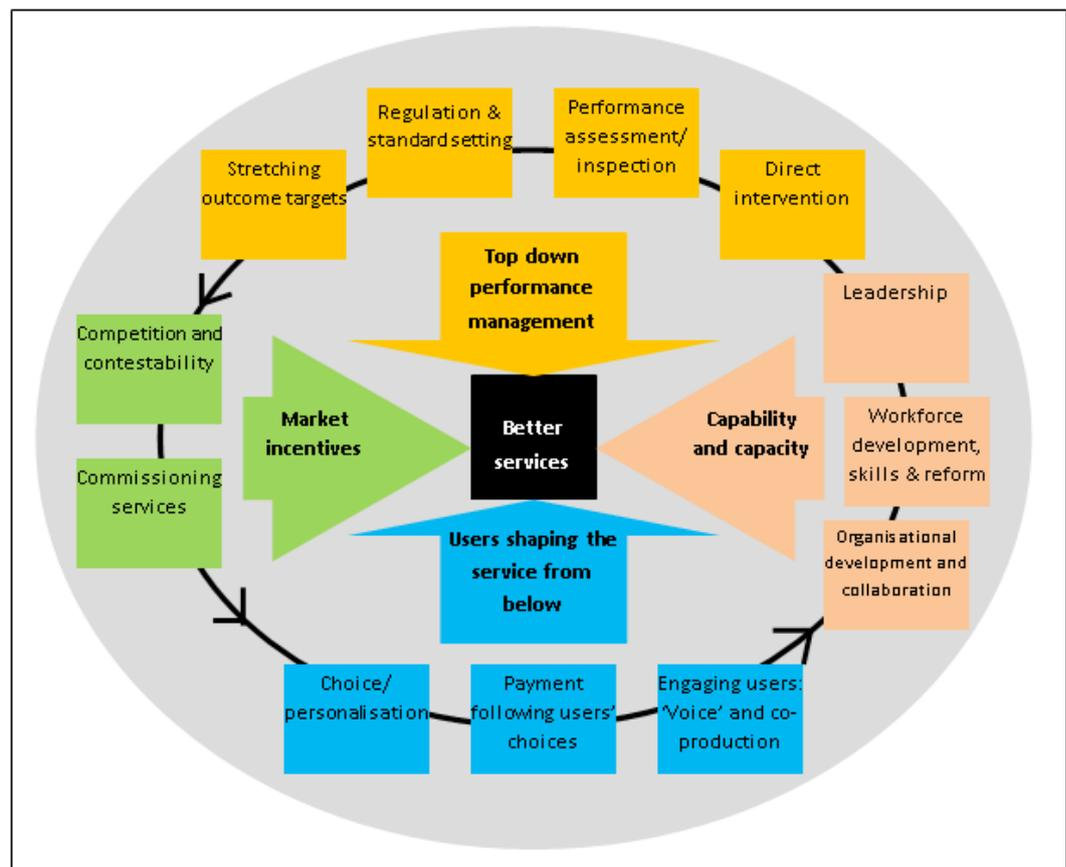 Regulation &
standard setting
Performance
assessment/
inspection
Stretching
outcome targets
Direct
intervention
Top down
performance
management
Leadership
Competition and
contestability
Market
incentives
Better
services
Capability
and capacity
Workforce
development,
skills & reform
Commissioning
services
Users shaping the
service from
below
Organisational
development and
collaboration
Choice/
personalisation
Payment
following users’
choices
Engaging users:
‘Voice’ and co-
production